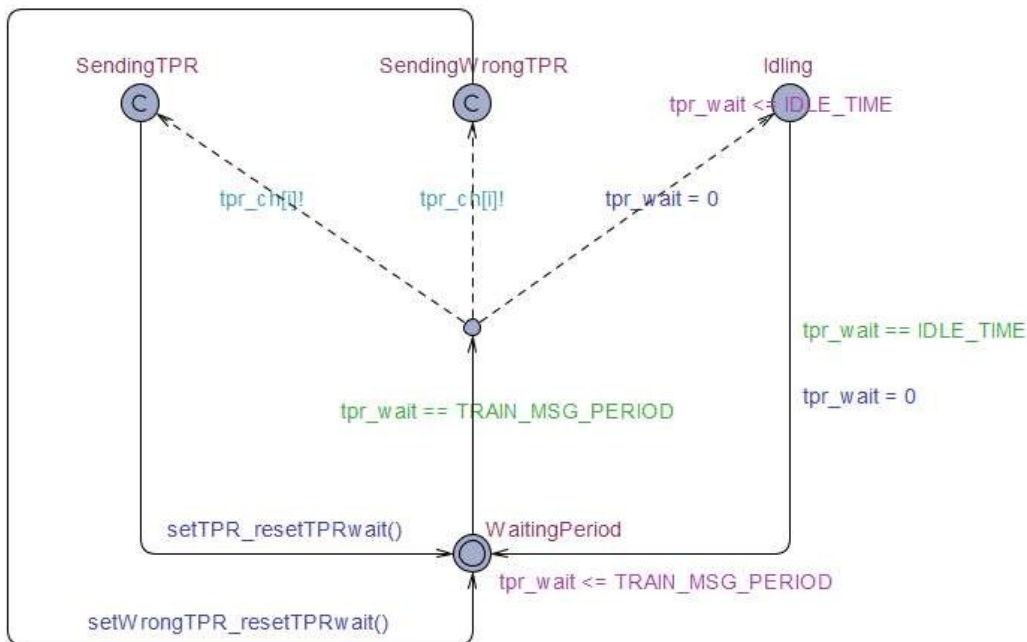 SendingTPR
SendingWrongTPR
Idling
C
C
tpr_wait <= IDLE_TIME
tpr_ch[i]!
tpr_ch[i]!
tpr_wait = 0
tpr_wait == IDLE_TIME
tpr_wait = 0
tpr_wait == TRAIN_MSG_PERIOD
setTPR_resetTPRwait()
WaitingPeriod
tpr_wait <= TRAIN_MSG_PERIOD
setWrongTPR_resetTPRwait()